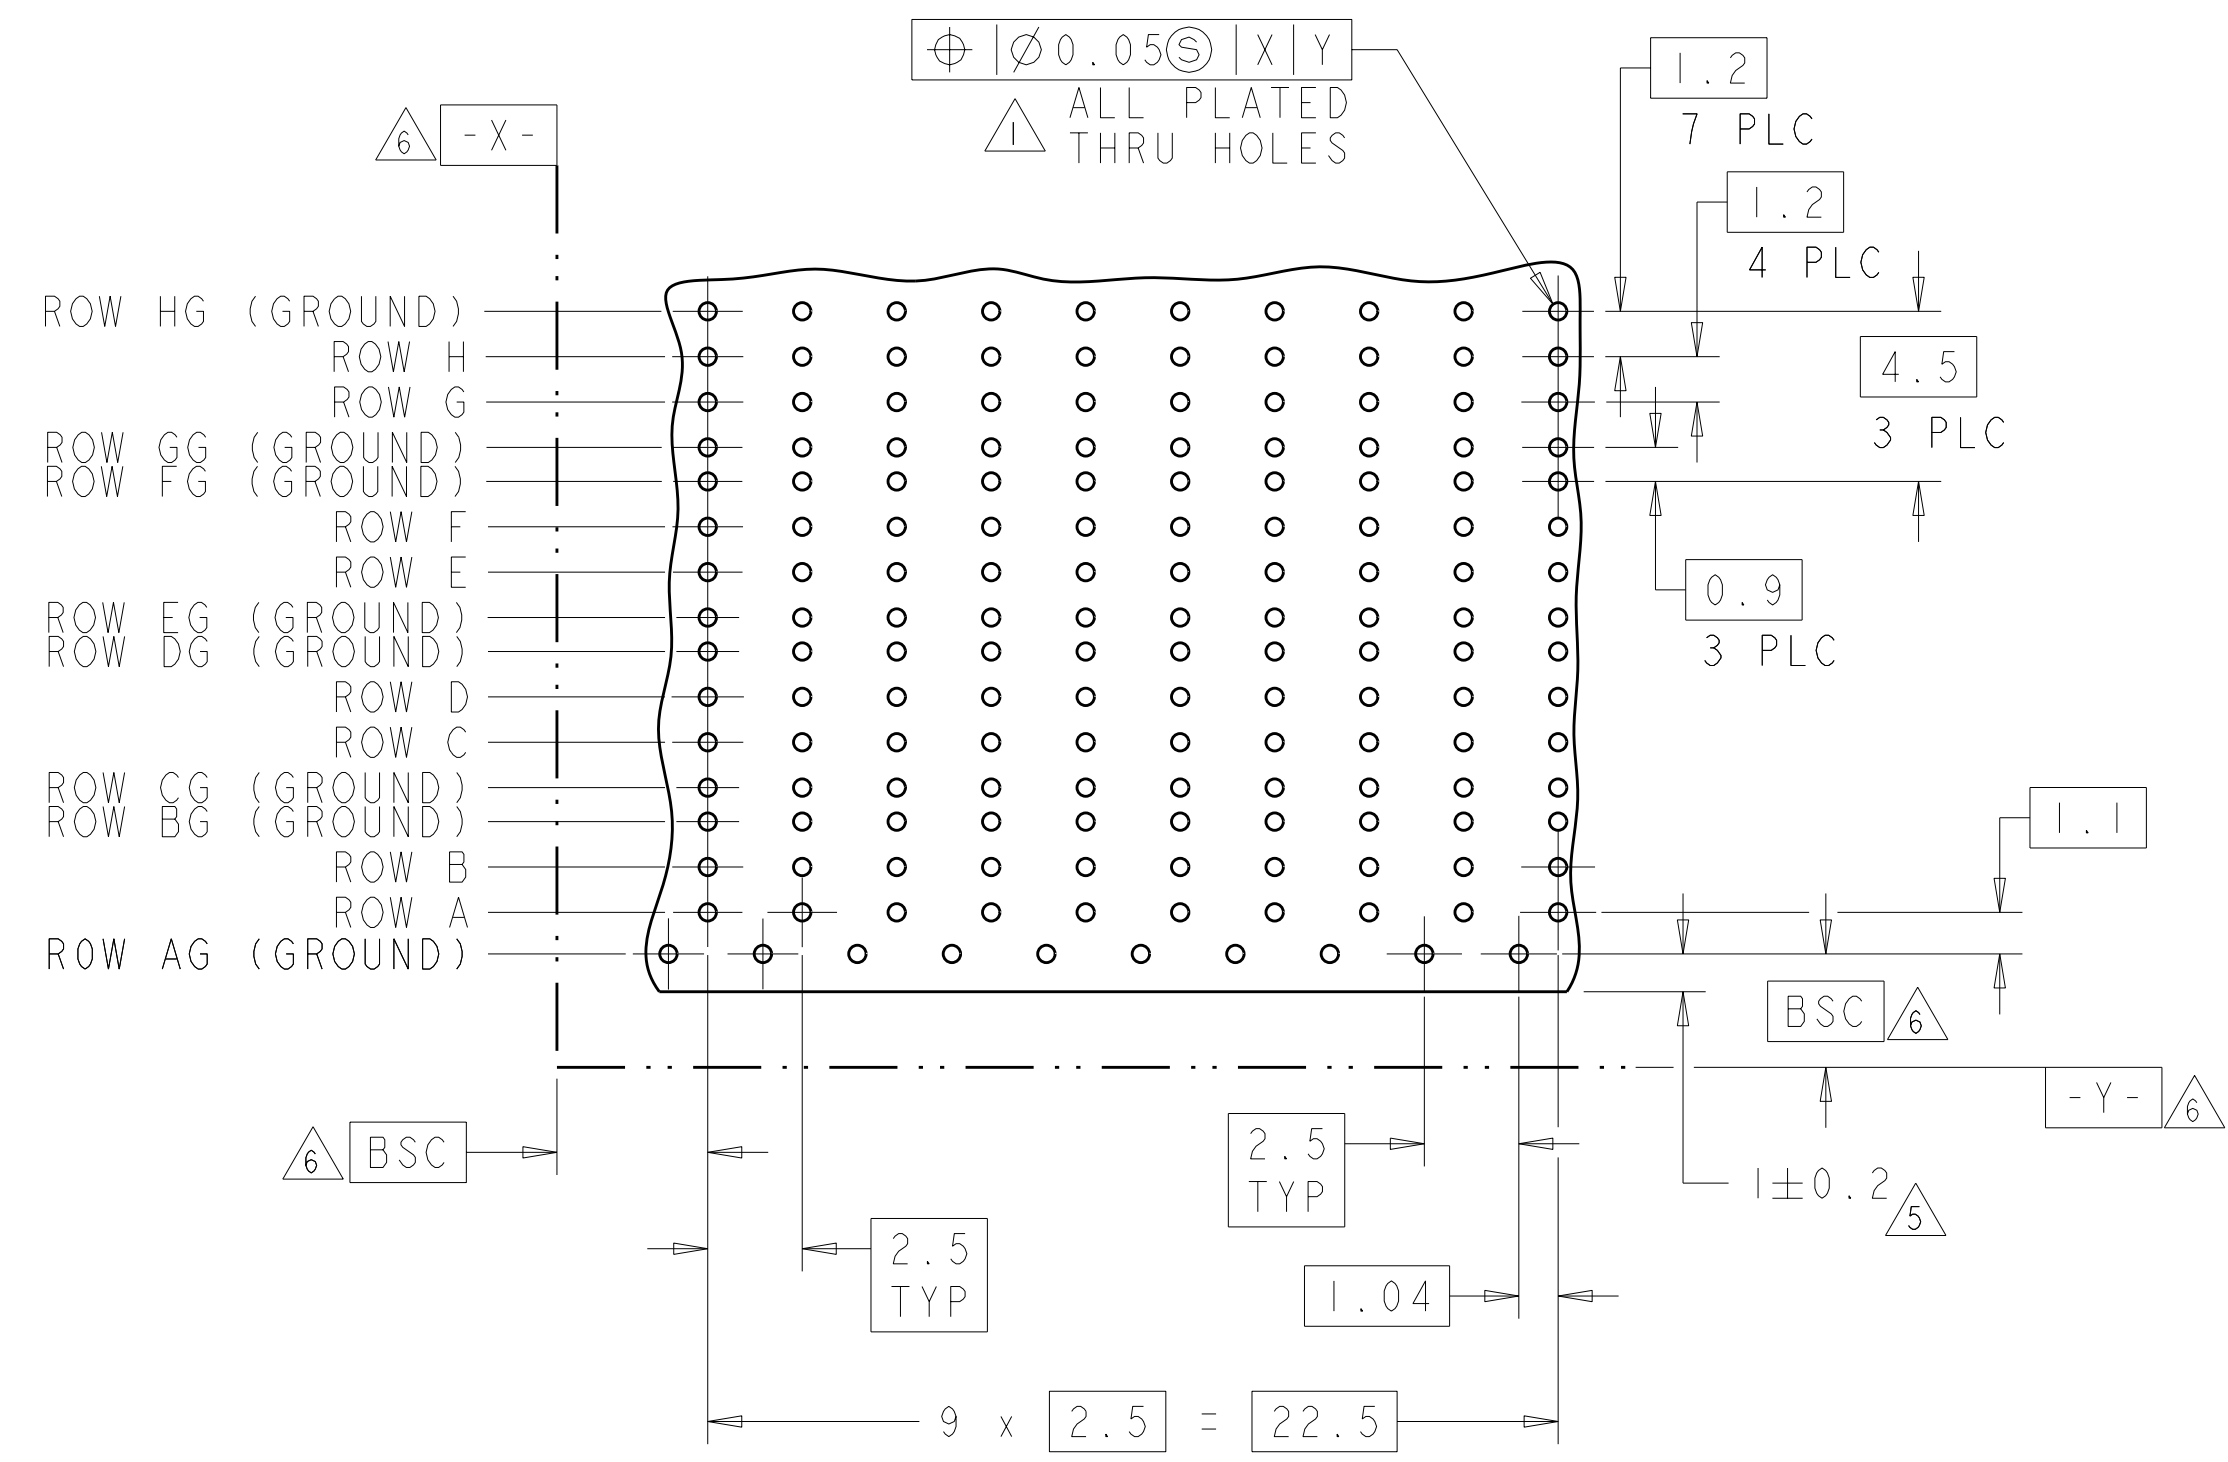 ⌖ Ø0.05Ⓢ X Y
1 ALL PLATED
THRU HOLES
6 -X-
1.2
7 PLC
1.2
4 PLC
4.5
3 PLC
0.9
3 PLC
ROW HG (GROUND)
ROW H
ROW G
ROW GG (GROUND)
ROW FG (GROUND)
ROW F
ROW E
ROW EG (GROUND)
ROW DG (GROUND)
ROW D
ROW C
ROW CG (GROUND)
ROW BG (GROUND)
ROW B
ROW A
ROW AG (GROUND)
1.1
BSC 6
-Y- 6
6 BSC
2.5
TYP
1±0.2 5
2.5
TYP
1.04
9 x 2.5 = 22.5